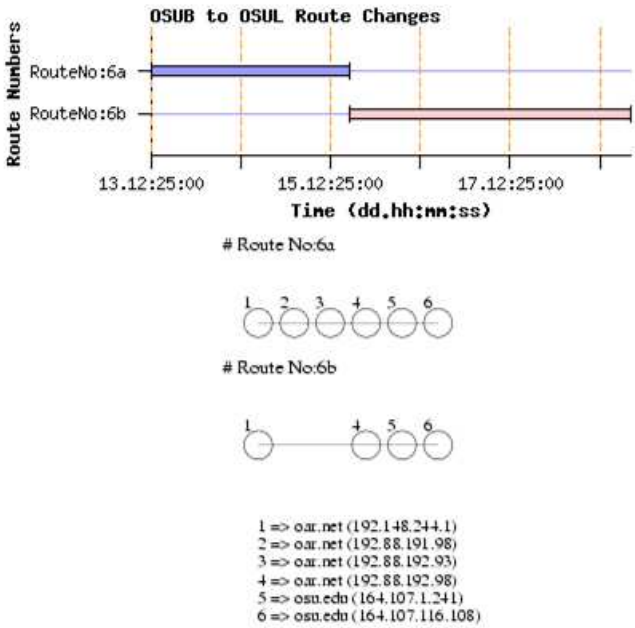 OSUB to OSUL Route Changes
Route Numbers
RouteNo:6a
RouteNo:6b
13.12:25:00 15.12:25:00 17.12:25:00
Time (dd.hh:mm:ss)
# Route No:6a
1 2 3 4 5 6
# Route No:6b
1 4 5 6
1 => oar.net (192.148.244.1)
2 => oar.net (192.88.191.98)
3 => oar.net (192.88.192.93)
4 => oar.net (192.88.192.98)
5 => osu.edu (164.107.1.241)
6 => osu.edu (164.107.116.108)